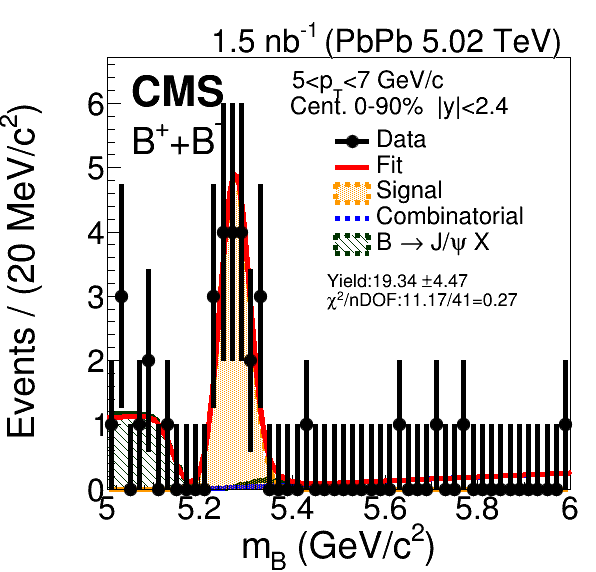 1.5 nb⁻¹ (PbPb 5.02 TeV)
CMS
B⁺+B⁻
5<p_T<7 GeV/c
Cent. 0-90% |y|<2.4
Data
Fit
Signal
Combinatorial
B → J/ψ X
Yield:19.34 ±4.47
χ²/nDOF:11.17/41=0.27
Events / (20 MeV/c²)
6
5
4
3
2
1
0
5
5.2
5.4
5.6
5.8
6
m_B (GeV/c²)